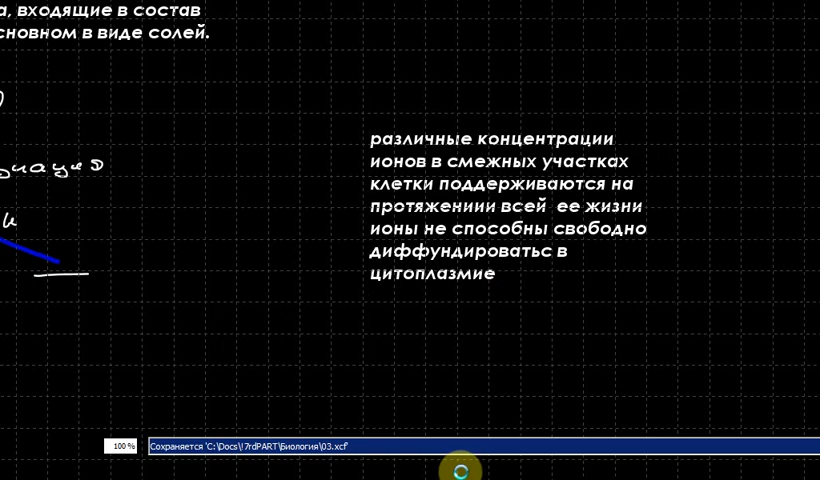 а, входящие в состав
сновном в виде солей.
различные концентрации
ионов в смежных участках
клетки поддерживаются на
протяжениии всей ее жизни
ионы не способны свободно
диффундироватьс в
цитоплазмие
100 %
Сохраняется 'C:\Docs\!7rdPART\Биология\03.xcf'